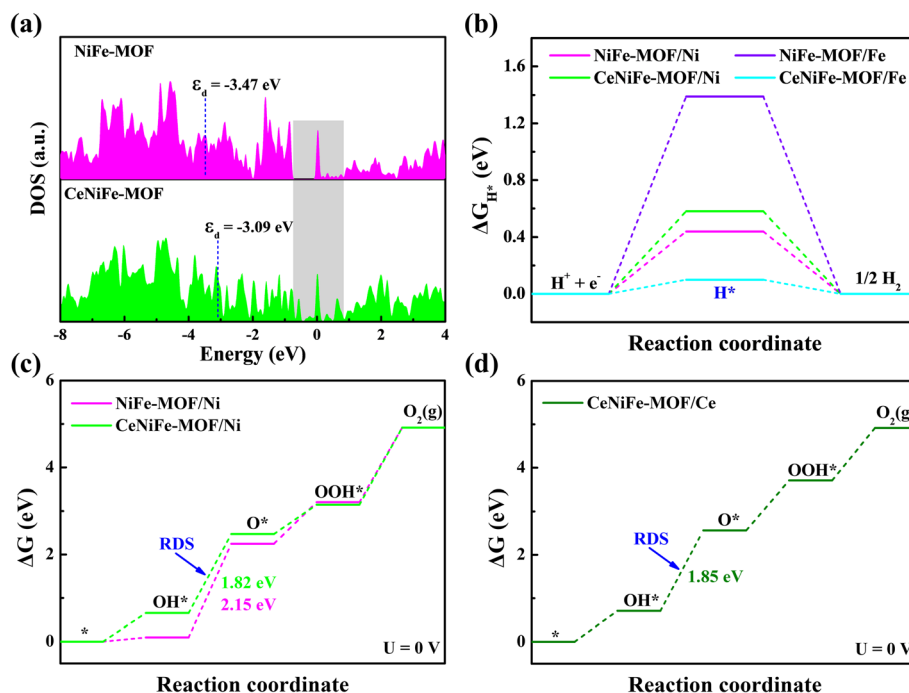 (a)
NiFe-MOF
εd = -3.47 eV
CeNiFe-MOF
εd = -3.09 eV
DOS (a.u.)
-8 -6 -4 -2 0 2 4
Energy (eV)
(b)
NiFe-MOF/Ni NiFe-MOF/Fe
CeNiFe-MOF/Ni CeNiFe-MOF/Fe
1.6
1.2
0.8
0.4
0.0
ΔG_H* (eV)
H⁺ + e⁻
H*
1/2 H₂
Reaction coordinate
(c)
NiFe-MOF/Ni
CeNiFe-MOF/Ni
6
4
2
0
ΔG (eV)
O₂(g)
OOH*
O*
RDS
1.82 eV
2.15 eV
OH*
*
U = 0 V
Reaction coordinate
(d)
CeNiFe-MOF/Ce
6
4
2
0
ΔG (eV)
O₂(g)
OOH*
O*
RDS
1.85 eV
OH*
*
U = 0 V
Reaction coordinate